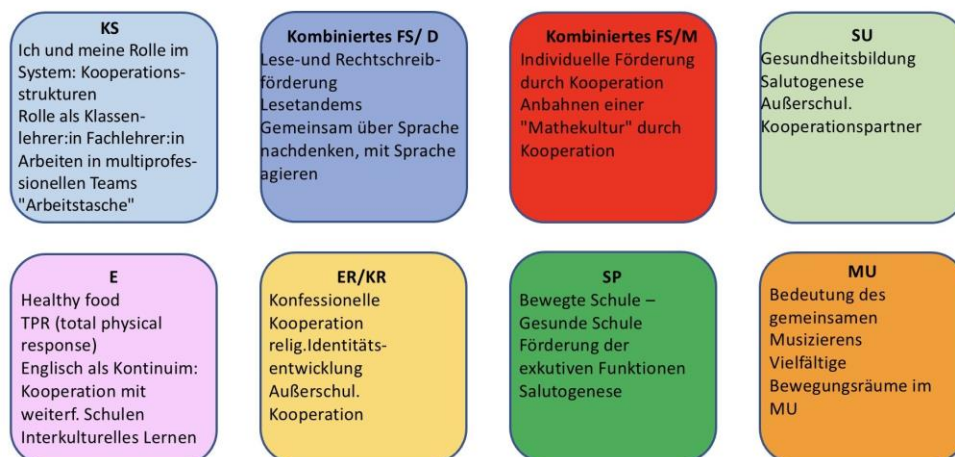 KS
Ich und meine Rolle im
System: Kooperations-
strukturen
Rolle als Klassen-
lehrer:in Fachlehrer:in
Arbeiten in multiprofes-
sionellen Teams
"Arbeitstasche"
Kombiniertes FS/ D
Lese-und Rechtschreib-
förderung
Lesetandems
Gemeinsam über Sprache
nachdenken, mit Sprache
agieren
Kombiniertes FS/M
Individuelle Förderung
durch Kooperation
Anbahnen einer
"Mathekultur" durch
Kooperation
SU
Gesundheitsbildung
Salutogenese
Außerschul.
Kooperationspartner
E
Healthy food
TPR (total physical
response)
Englisch als Kontinuim:
Kooperation mit
weiterf. Schulen
Interkulturelles Lernen
ER/KR
Konfessionelle
Kooperation
relig.Identitäts-
entwicklung
Außerschul.
Kooperation
SP
Bewegte Schule –
Gesunde Schule
Förderung der
exkutiven Funktionen
Salutogenese
MU
Bedeutung des
gemeinsamen
Musizierens
Vielfältige
Bewegungsräume im
MU